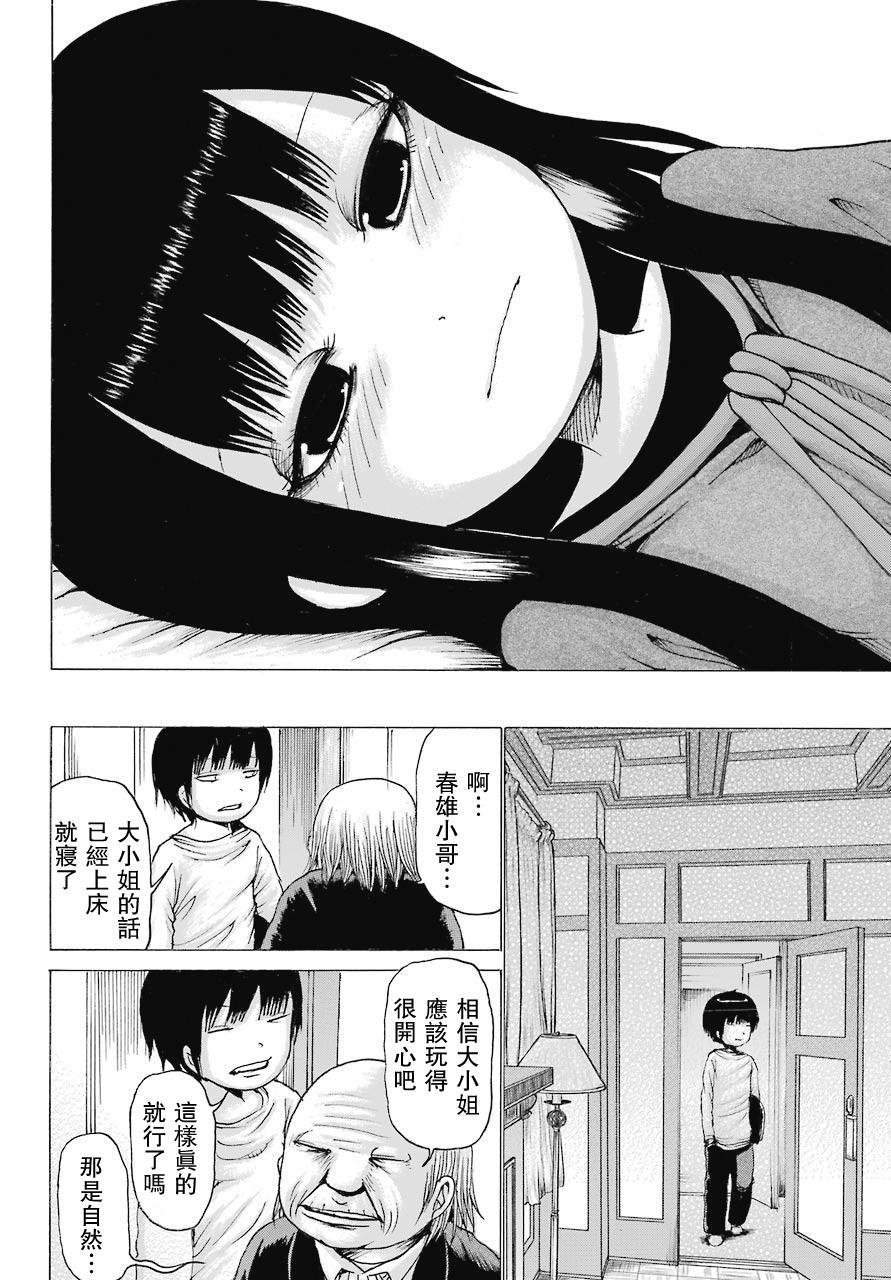 啊…
春雄小哥…
大小姐的話
已經上床
就寢了
相信大小姐
應該玩得
很開心吧
這樣眞的
就行了嗎
那是自然…